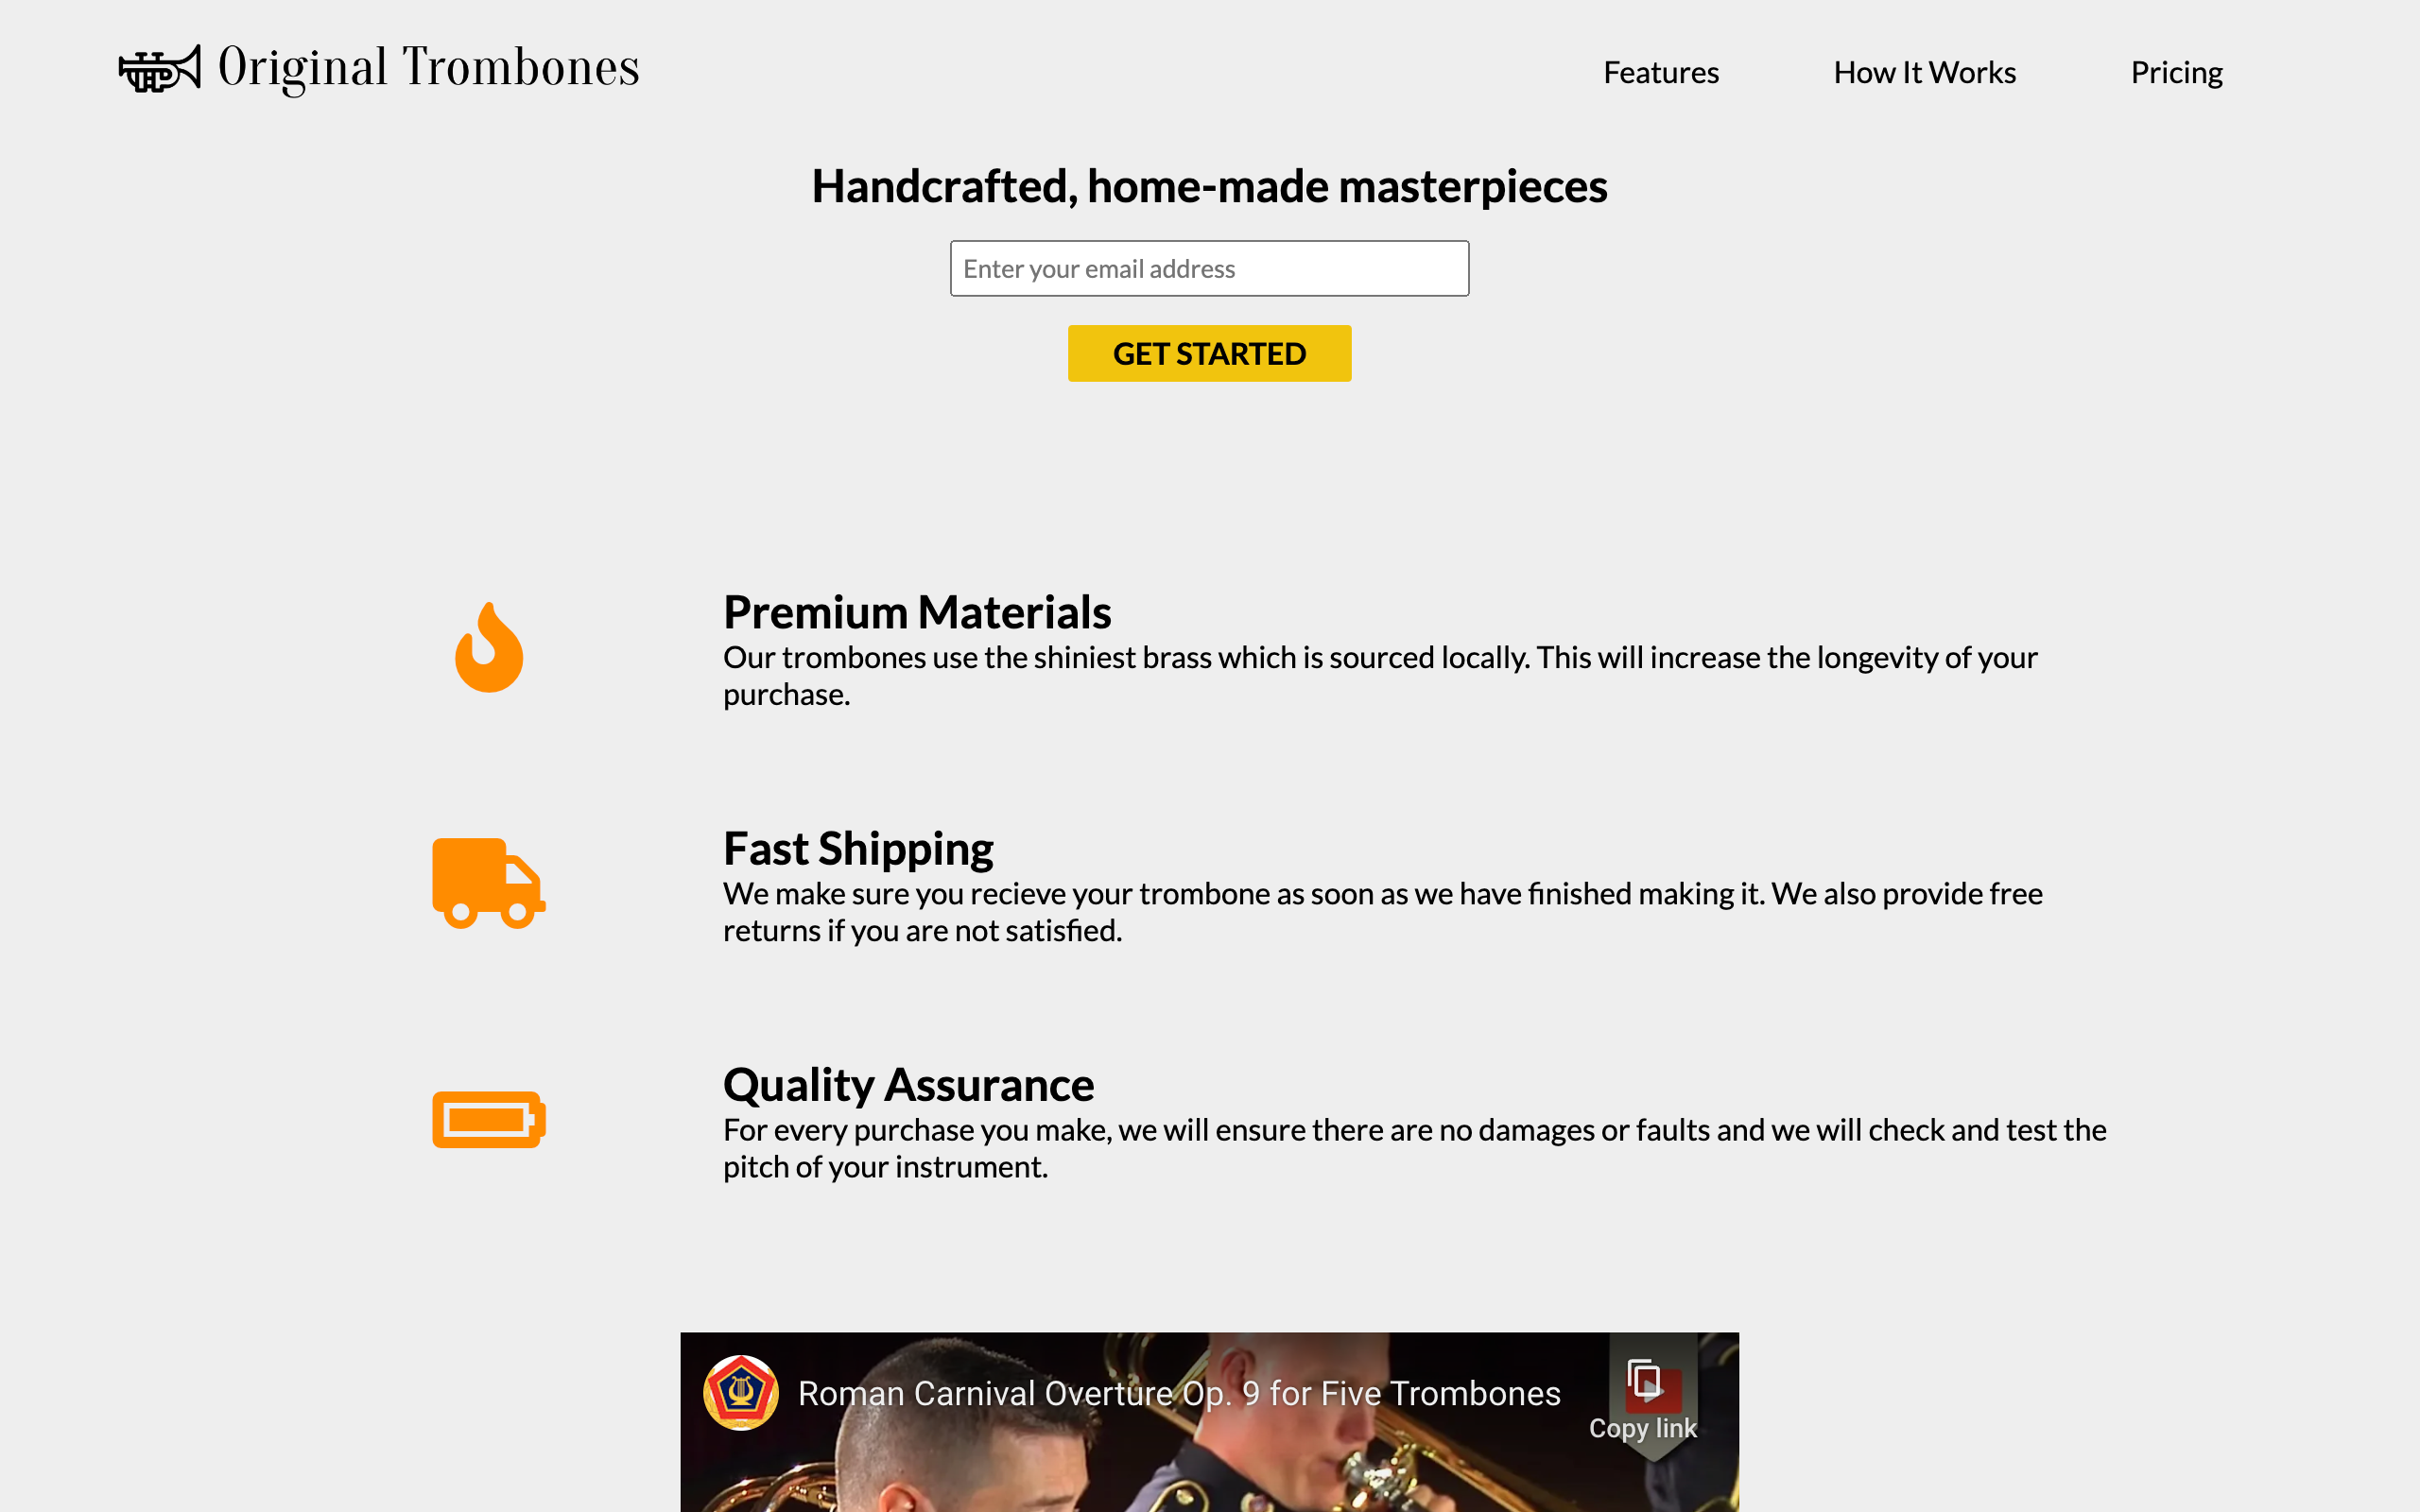 Original Trombones
Features
How It Works
Pricing
Handcrafted, home-made masterpieces
Enter your email address
GET STARTED
Premium Materials
Our trombones use the shiniest brass which is sourced locally. This will increase the longevity of your
purchase.
Fast Shipping
We make sure you recieve your trombone as soon as we have finished making it. We also provide free
returns if you are not satisfied.
Quality Assurance
For every purchase you make, we will ensure there are no damages or faults and we will check and test the
pitch of your instrument.
Roman Carnival Overture Op. 9 for Five Trombones
Copy link